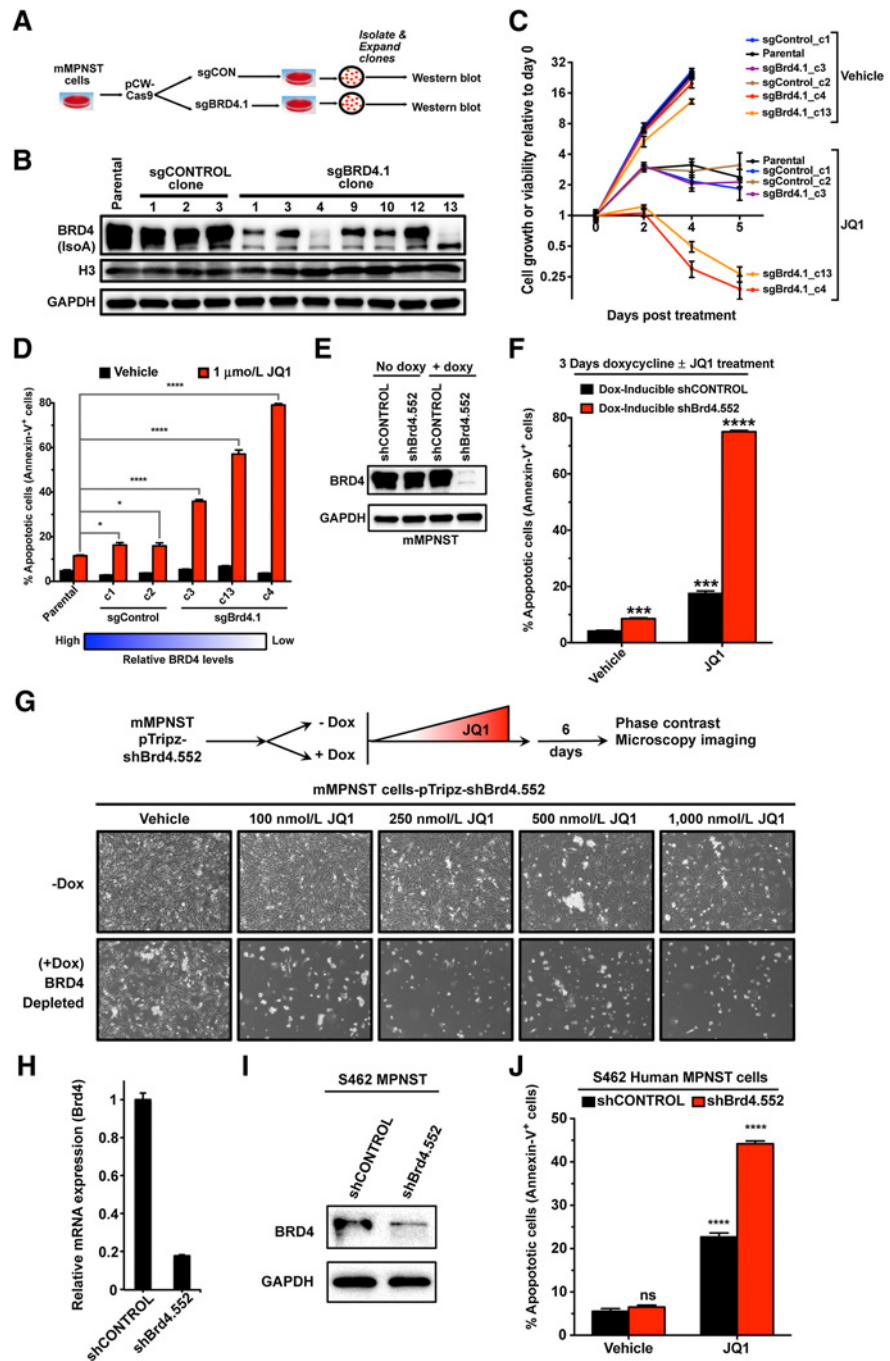 A
mMPNST
cells
pCW-
Cas9
sgCON
sgBRD4.1
Isolate &
Expand
clones
Western blot
Western blot
B
Parental
sgCONTROL
clone
sgBRD4.1
clone
1 2 3 1 3 4 9 10 12 13
BRD4
(IsoA)
H3
GAPDH
C
Cell growth or viability relative to day 0
32
16
8
4
2
1
0.5
0.25
0 2 4 5
Days post treatment
sgControl_c1
Parental
sgBrd4.1_c3
sgControl_c2
sgBrd4.1_c4
sgBrd4.1_c13
Vehicle
Parental
sgControl_c1
sgControl_c2
sgBrd4.1_c3
sgBrd4.1_c13
sgBrd4.1_c4
JQ1
D
Vehicle 1 μmo/L JQ1
% Apopototic cells (Annexin-V+ cells)
80
60
40
20
0
****
****
****
*
*
Parental c1 c2 c3 c13 c4
sgControl sgBrd4.1
High Low
Relative BRD4 levels
E
No doxy + doxy
shCONTROL shBrd4.552 shCONTROL shBrd4.552
BRD4
GAPDH
mMPNST
F
3 Days doxycycline ± JQ1 treatment
Dox-Inducible shCONTROL
Dox-Inducible shBrd4.552
% Apoptotic cells (Annexin-V+ cells)
80
60
40
20
0
***
***
****
Vehicle JQ1
G
mMPNST
pTripz-
shBrd4.552
- Dox
+ Dox
JQ1
6
days
Phase contrast
Microscopy imaging
mMPNST cells-pTripz-shBrd4.552
Vehicle 100 nmol/L JQ1 250 nmol/L JQ1 500 nmol/L JQ1 1,000 nmol/L JQ1
-Dox
(+Dox)
BRD4
Depleted
H
Relative mRNA expression (Brd4)
1.2
1
0.8
0.6
0.4
0.2
0
shCONTROL shBrd4.552
I
S462 MPNST
shCONTROL shBrd4.552
BRD4
GAPDH
J
S462 Human MPNST cells
shCONTROL shBrd4.552
% Apopototic cells (Annexin-V+ cells)
50
40
30
20
10
0
ns
****
****
Vehicle JQ1